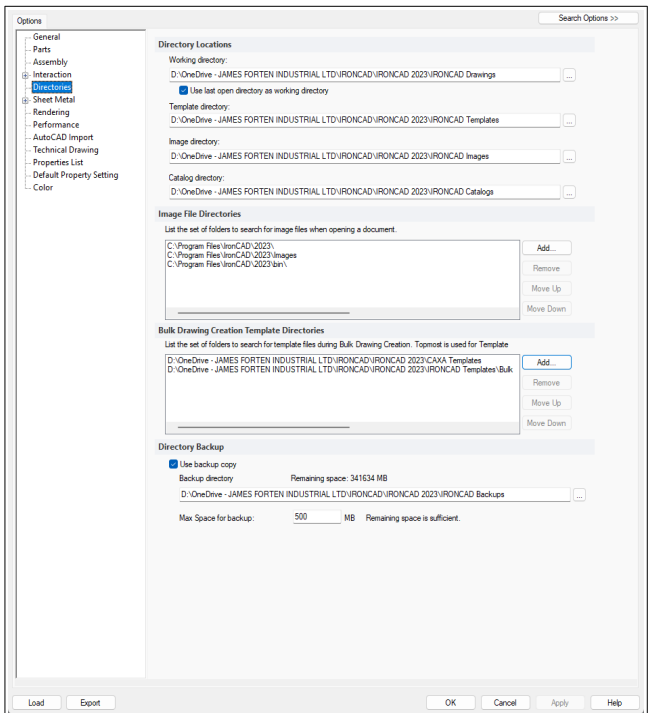 Options
Search Options >>
General
Parts
Assembly
Interaction
Directories
Sheet Metal
Rendering
Performance
AutoCAD Import
Technical Drawing
Properties List
Default Property Setting
Color
Directory Locations
Working directory:
D:\OneDrive - JAMES FORTEN INDUSTRIAL LTD\IRONCAD\IRONCAD 2023\IRONCAD Drawings
...
Use last open directory as working directory
Template directory:
D:\OneDrive - JAMES FORTEN INDUSTRIAL LTD\IRONCAD\IRONCAD 2023\IRONCAD Templates
...
Image directory:
D:\OneDrive - JAMES FORTEN INDUSTRIAL LTD\IRONCAD\IRONCAD 2023\IRONCAD Images
...
Catalog directory:
D:\OneDrive - JAMES FORTEN INDUSTRIAL LTD\IRONCAD\IRONCAD 2023\IRONCAD Catalogs
...
Image File Directories
List the set of folders to search for image files when opening a document.
C:\Program Files\IronCAD\2023\
C:\Program Files\IronCAD\2023\Images
C:\Program Files\IronCAD\2023\bin\
Add...
Remove
Move Up
Move Down
Bulk Drawing Creation Template Directories
List the set of folders to search for template files during Bulk Drawing Creation. Topmost is used for Template
D:\OneDrive - JAMES FORTEN INDUSTRIAL LTD\IRONCAD\IRONCAD 2023\CAXA Templates
D:\OneDrive - JAMES FORTEN INDUSTRIAL LTD\IRONCAD\IRONCAD 2023\IRONCAD Templates\Bulk
Add...
Remove
Move Up
Move Down
Directory Backup
Use backup copy
Backup directory Remaining space: 341634 MB
D:\OneDrive - JAMES FORTEN INDUSTRIAL LTD\IRONCAD\IRONCAD 2023\IRONCAD Backups
...
Max Space for backup: 500 MB Remaining space is sufficient.
Load Export OK Cancel Apply Help